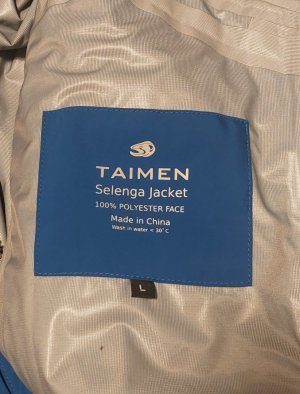 TAIMEN
Selenga Jacket
100% POLYESTER FACE
Made in China
Wash in water < 30°C
L